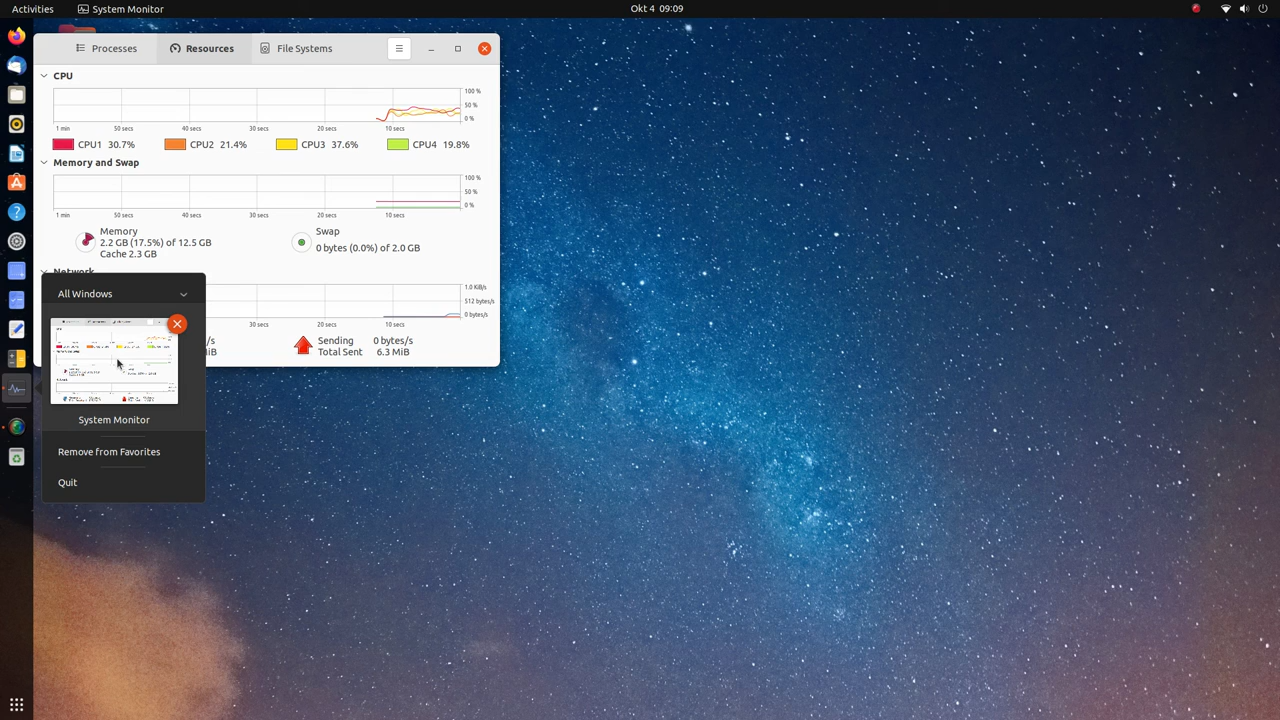 Activities System Monitor Okt 4 09:09
Processes Resources File Systems
CPU
100 %
50 %
0 %
1 min 50 secs 40 secs 30 secs 20 secs 10 secs
CPU1 30.7% CPU2 21.4% CPU3 37.6% CPU4 19.8%
Memory and Swap
100 %
50 %
0 %
1 min 50 secs 40 secs 30 secs 20 secs 10 secs
Memory
2.2 GB (17.5%) of 12.5 GB
Cache 2.3 GB
Swap
0 bytes (0.0%) of 2.0 GB
Network
1.0 KiB/s
512 bytes/s
0 bytes/s
30 secs 20 secs 10 secs
/s
iB
Sending 0 bytes/s
Total Sent 6.3 MiB
All Windows
System Monitor
Remove from Favorites
Quit